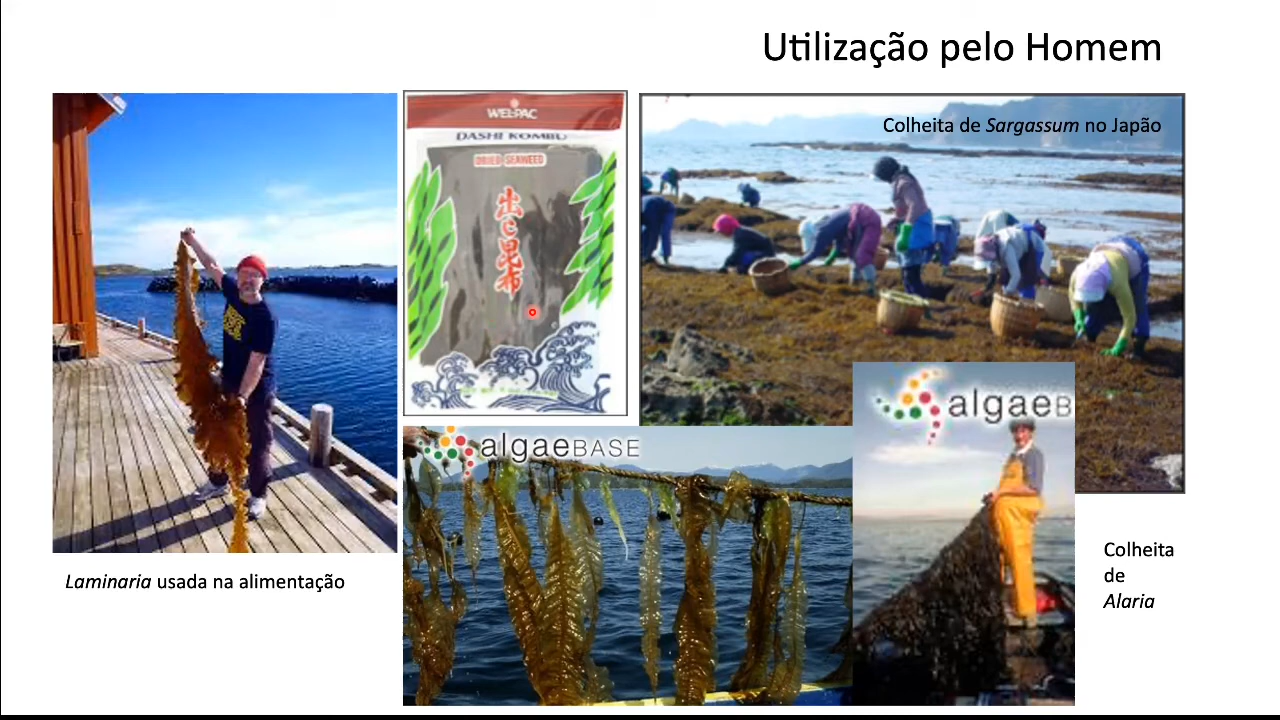 Utilização pelo Homem
WEL-PAC
DASHI KOMBU
DRIED SEAWEED
出し昆布
Colheita de Sargassum no Japão
algaeBASE
algaeB
Laminaria usada na alimentação
Colheita
de
Alaria